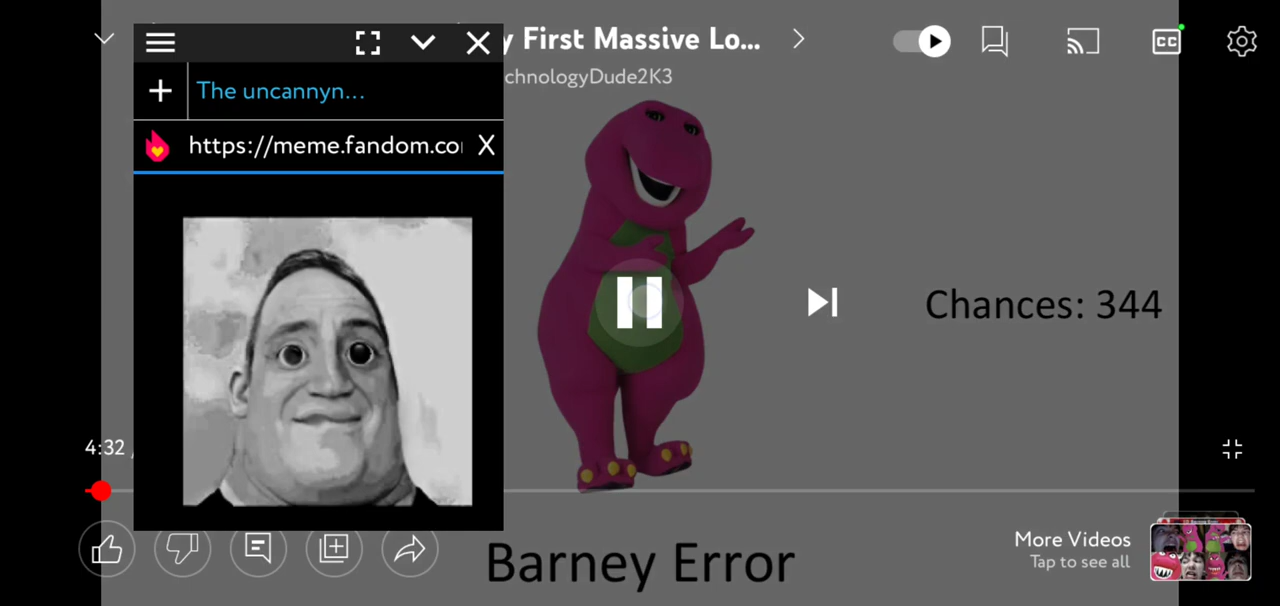 y First Massive Lo...
chnologyDude2K3
CC
+ The uncannyn...
https://meme.fandom.co
X
Chances: 344
4:32
Barney Error
More Videos
Tap to see all